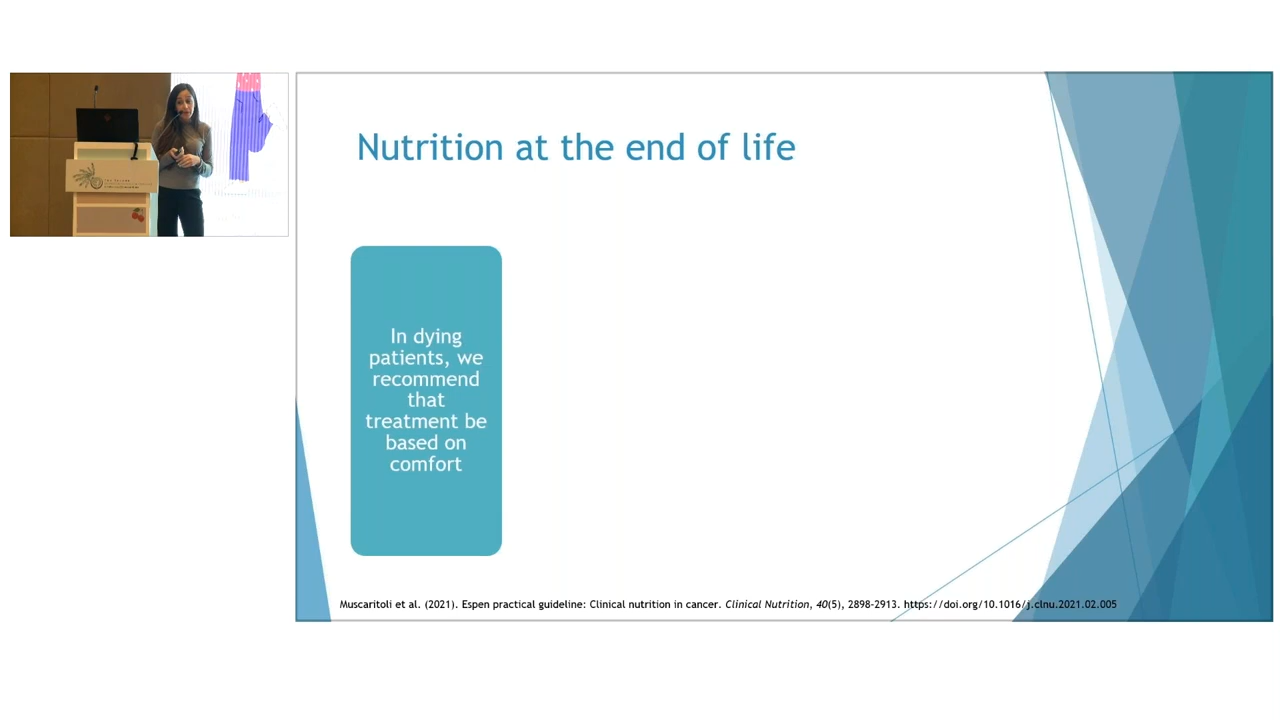 Nutrition at the end of life
In dying
patients, we
recommend
that
treatment be
based on
comfort
Muscaritoli et al. (2021). Espen practical guideline: Clinical nutrition in cancer. Clinical Nutrition, 40(5), 2898-2913. https://doi.org/10.1016/j.clnu.2021.02.005